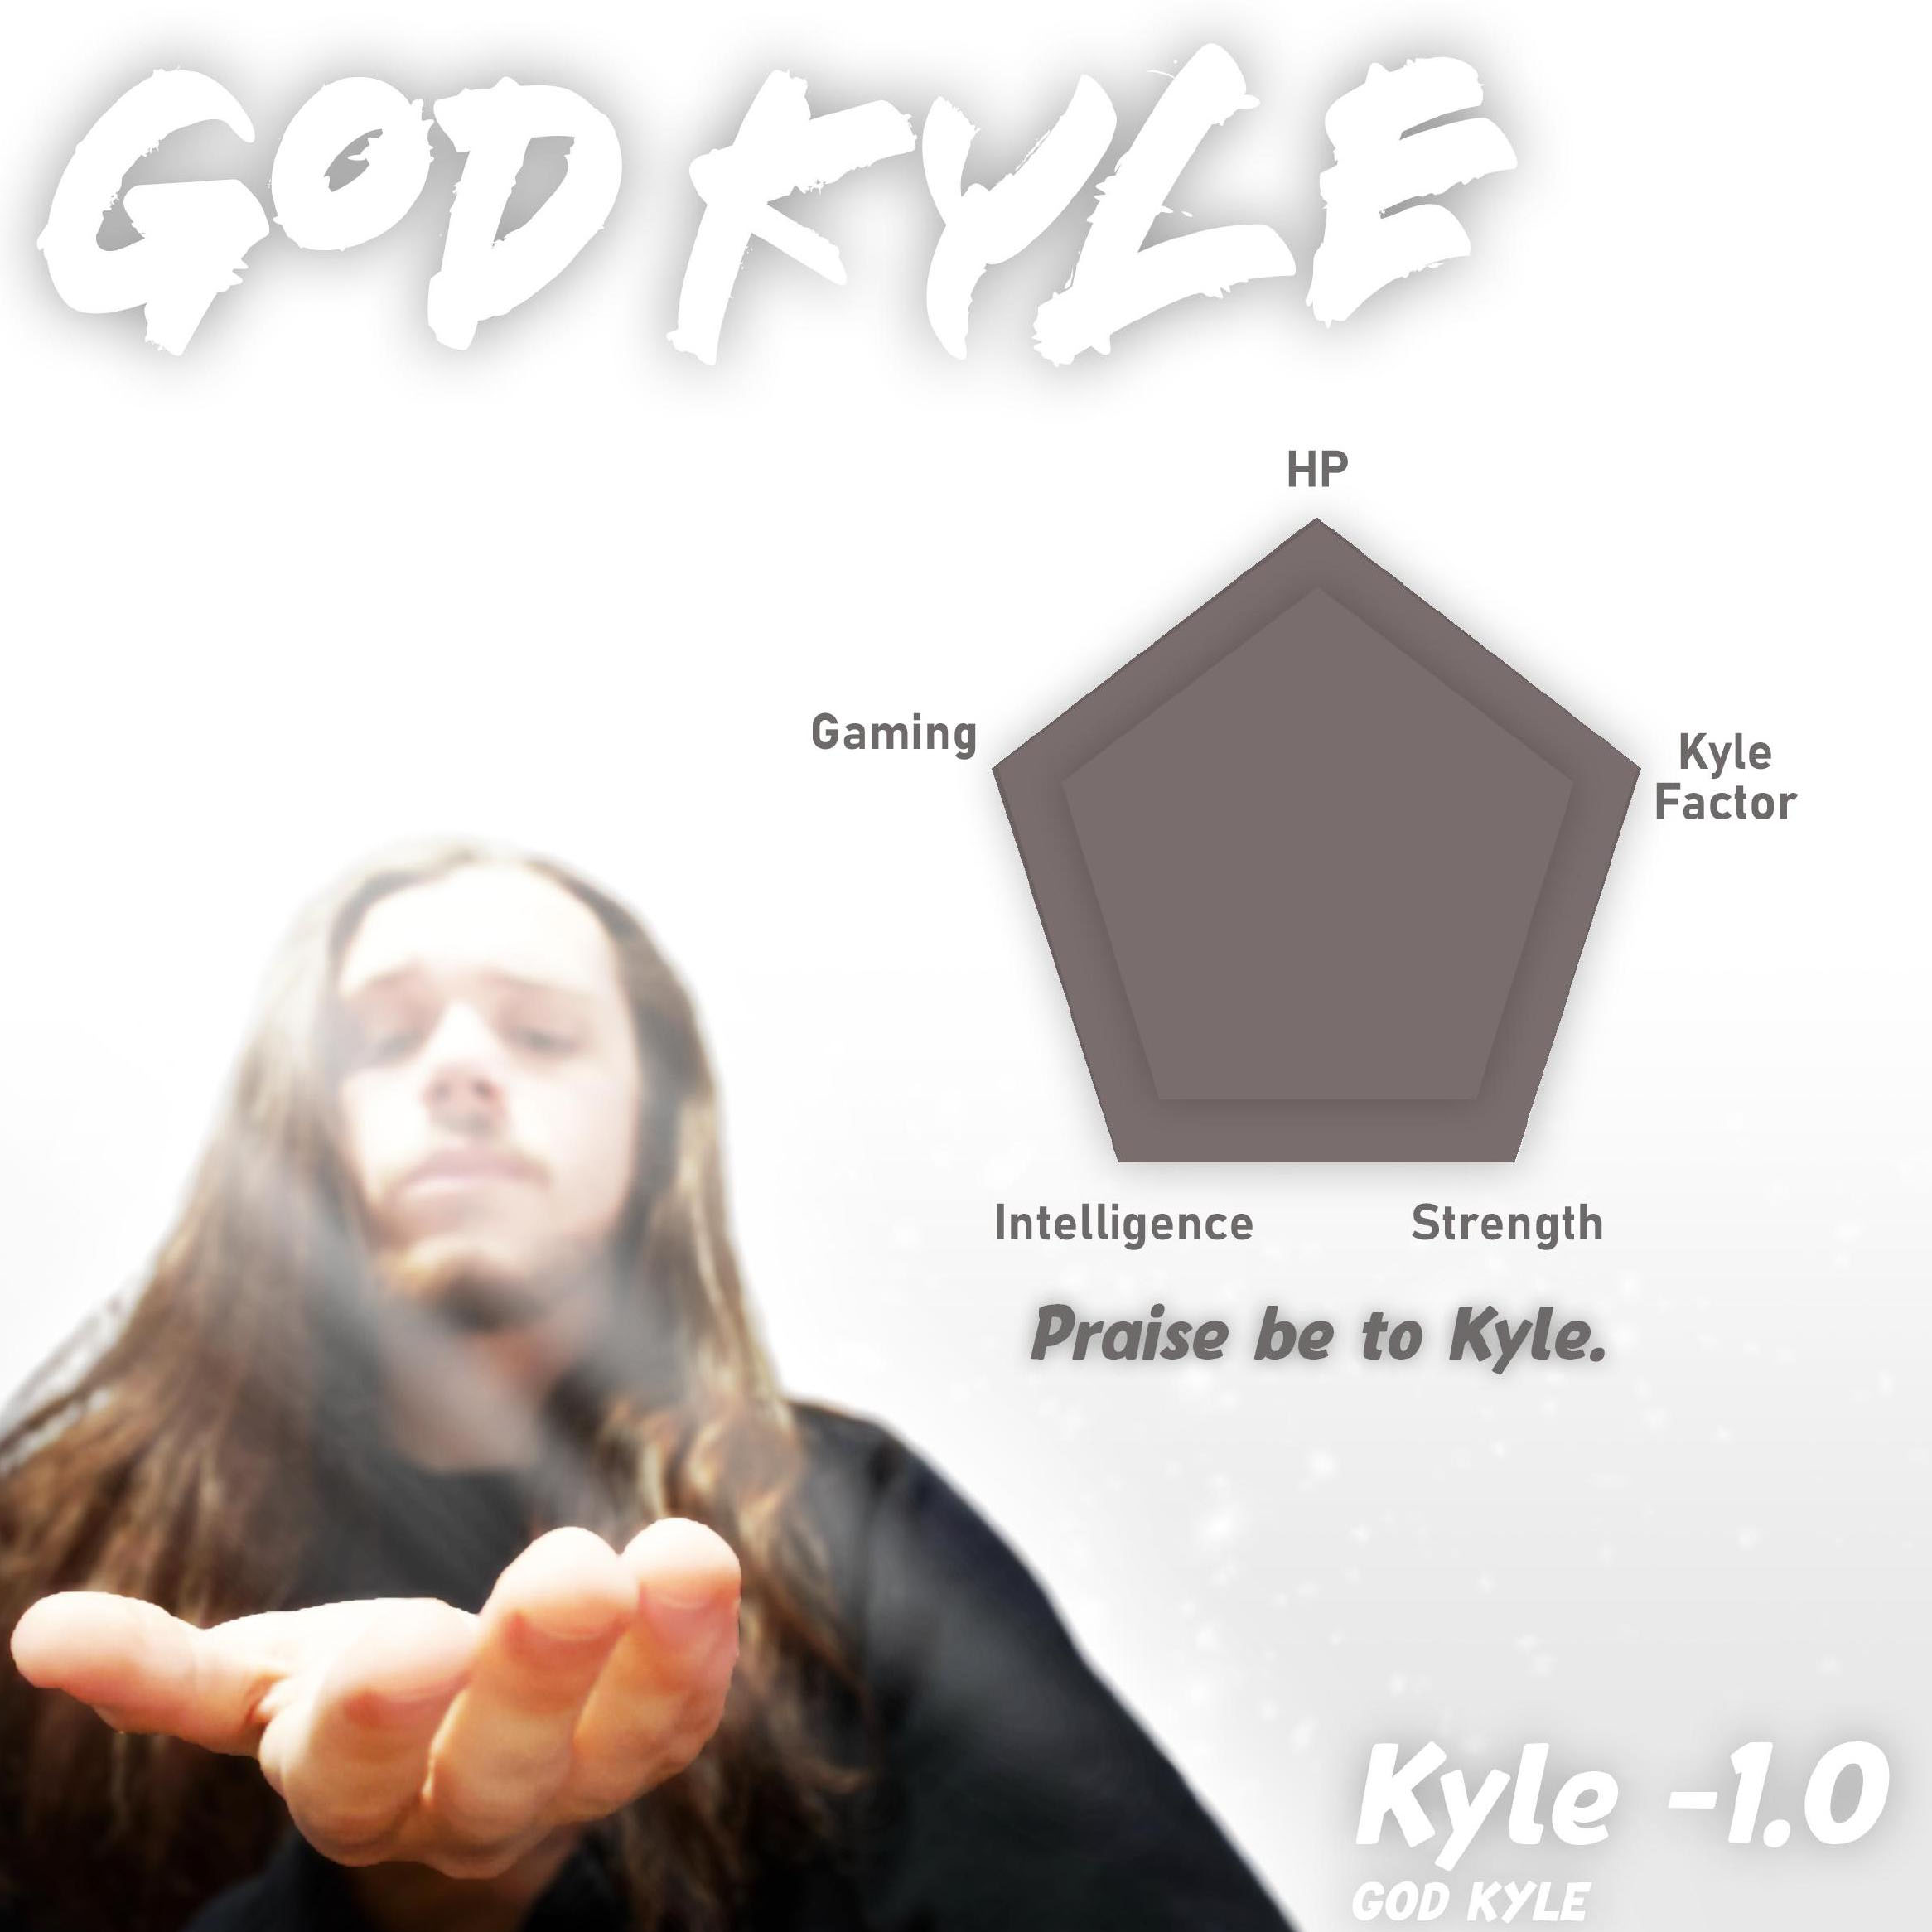 GOD KYLE
HP
Gaming
Kyle
Factor
Intelligence
Strength
Praise be to Kyle.
Kyle -1.0
GOD KYLE